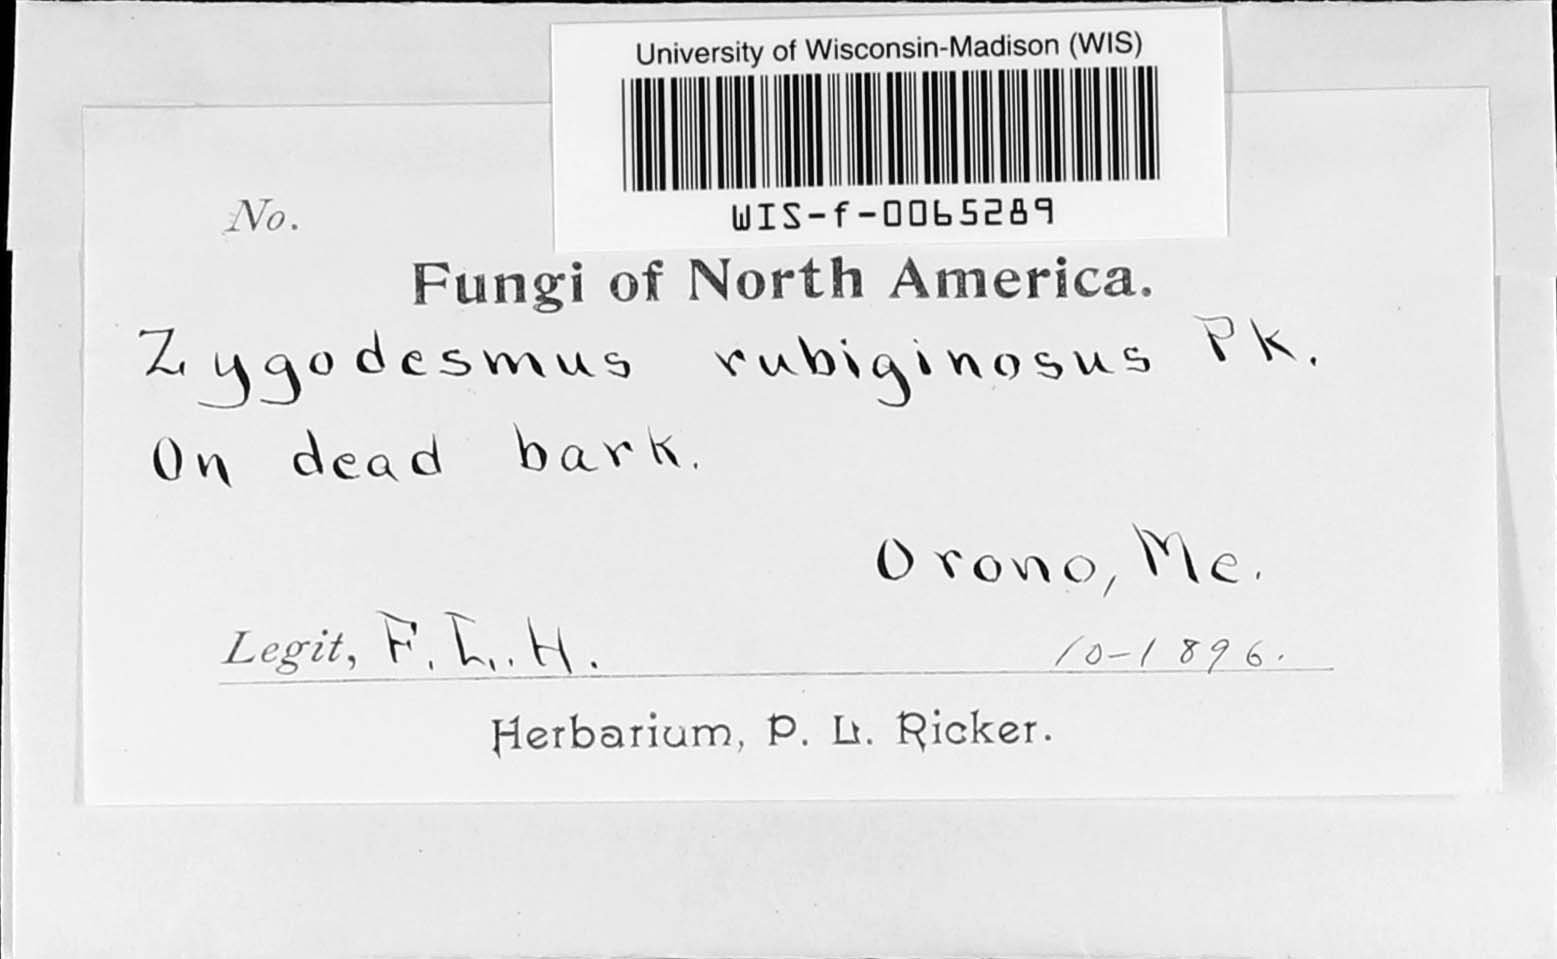 University of Wisconsin-Madison (WIS)
WIS-f-0065289
No.
Fungi of North America.
Zygodesmus rubiginosus Pk.
On dead bark.
Orono, Me.
Legit, F. L. H. 10-1896.
Herbarium, P. L. Ricker.